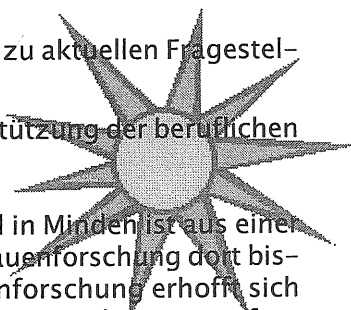 zu aktuellen Fragestel-
tützung der beruflichen
d in Minden ist aus einer
auenforschung dort bis-
nforschung erhofft sich